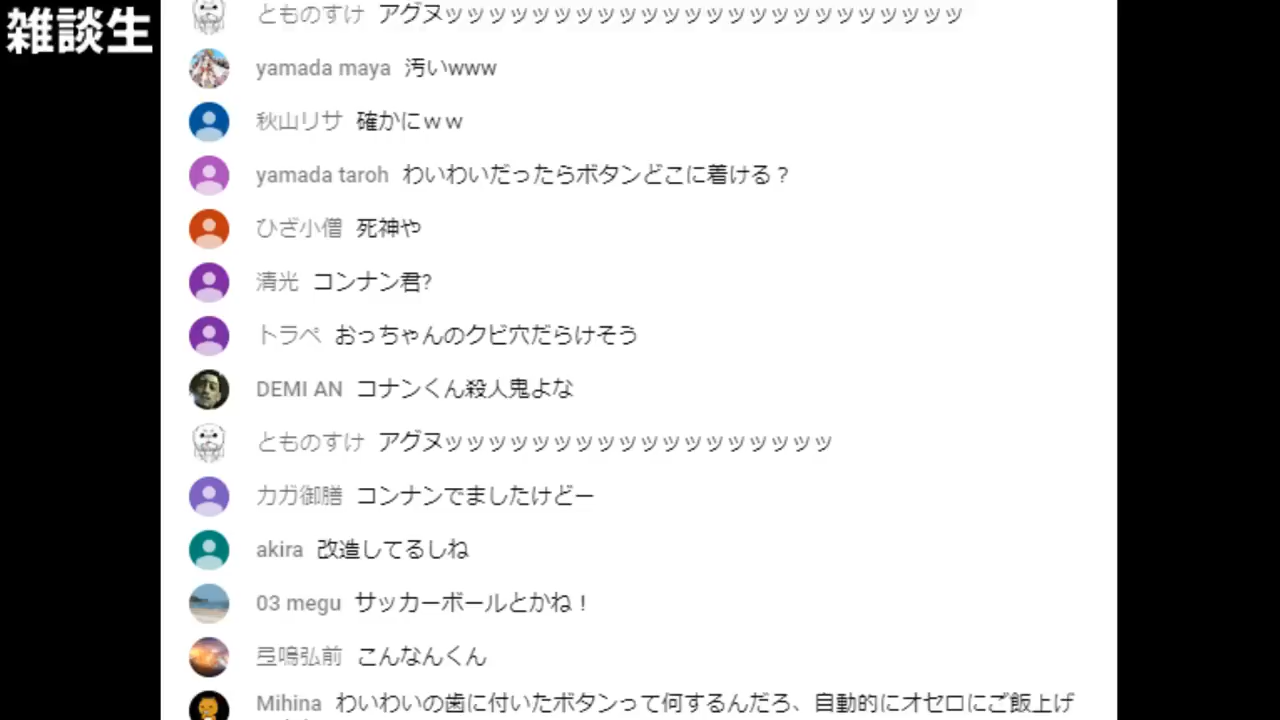 雑談生
とものすけ アグヌッッッッッッッッッッッッッッッッッッッッッッッッ
yamada maya 汚いwww
秋山リサ 確かにｗｗ
yamada taroh わいわいだったらボタンどこに着ける？
ひざ小僧 死神や
清光 コンナン君?
トラペ おっちゃんのクビ穴だらけそう
DEMI AN コナンくん殺人鬼よな
とものすけ アグヌッッッッッッッッッッッッッッッッッッ
カガ御膳 コンナンでましたけどー
akira 改造してるしね
03 megu サッカーボールとかね！
弖鳴弘前 こんなんくん
Mihina わいわいの歯に付いたボタンって何するんだろ、自動的にオセロにご飯上げ